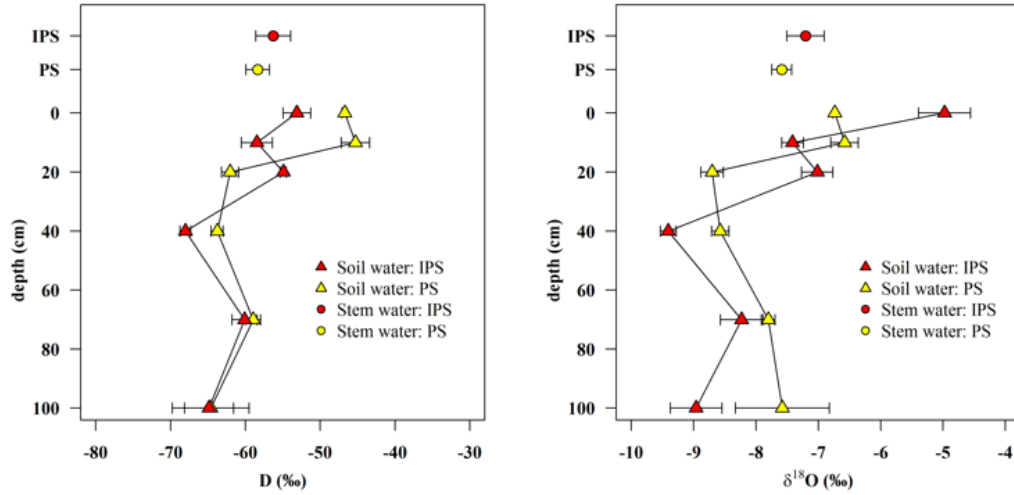 IPS
PS
0
20
40
60
80
100
depth (cm)
Soil water: IPS
Soil water: PS
Stem water: IPS
Stem water: PS
-80 -70 -60 -50 -40 -30
D (‰)
IPS
PS
0
20
40
60
80
100
depth (cm)
Soil water: IPS
Soil water: PS
Stem water: IPS
Stem water: PS
-10 -9 -8 -7 -6 -5 -4
δ¹⁸O (‰)